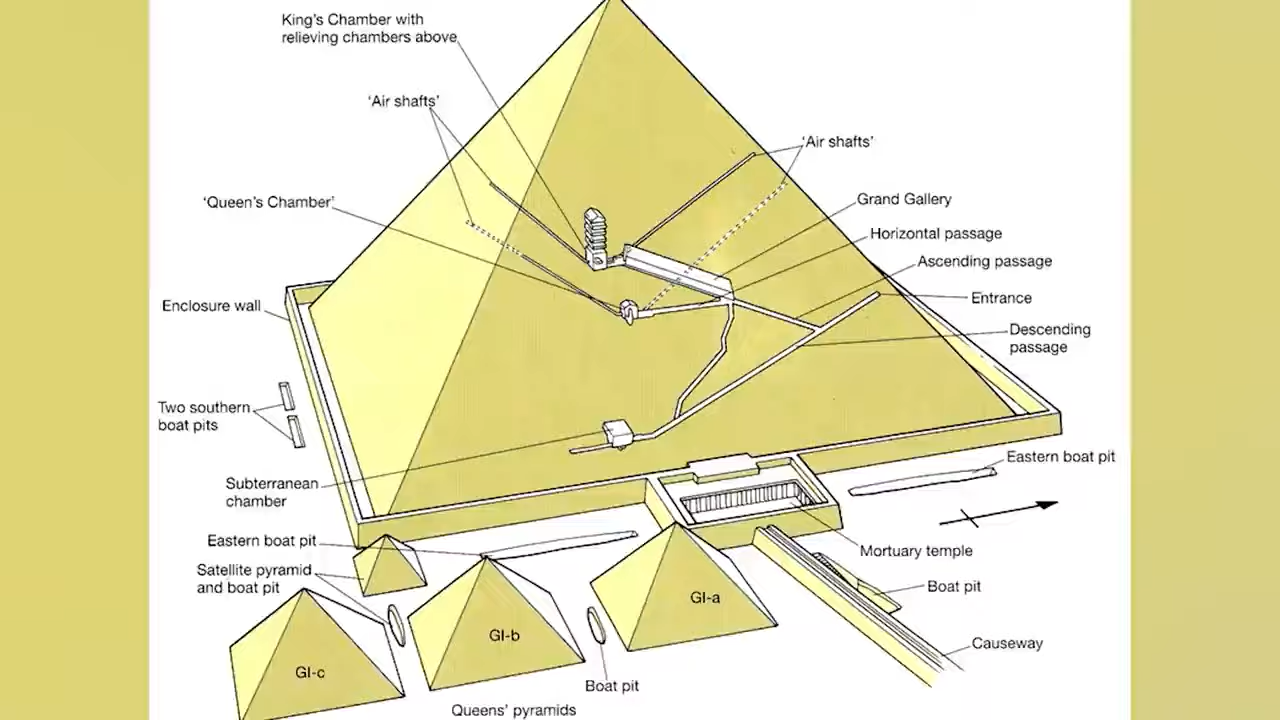 King's Chamber with
relieving chambers above
'Air shafts'
'Air shafts'
'Queen's Chamber'
Grand Gallery
Horizontal passage
Ascending passage
Entrance
Enclosure wall
Descending
passage
Two southern
boat pits
Eastern boat pit
Subterranean
chamber
Eastern boat pit
Mortuary temple
Satellite pyramid
and boat pit
Boat pit
GI-a
GI-b
Causeway
GI-c
Boat pit
Queens' pyramids